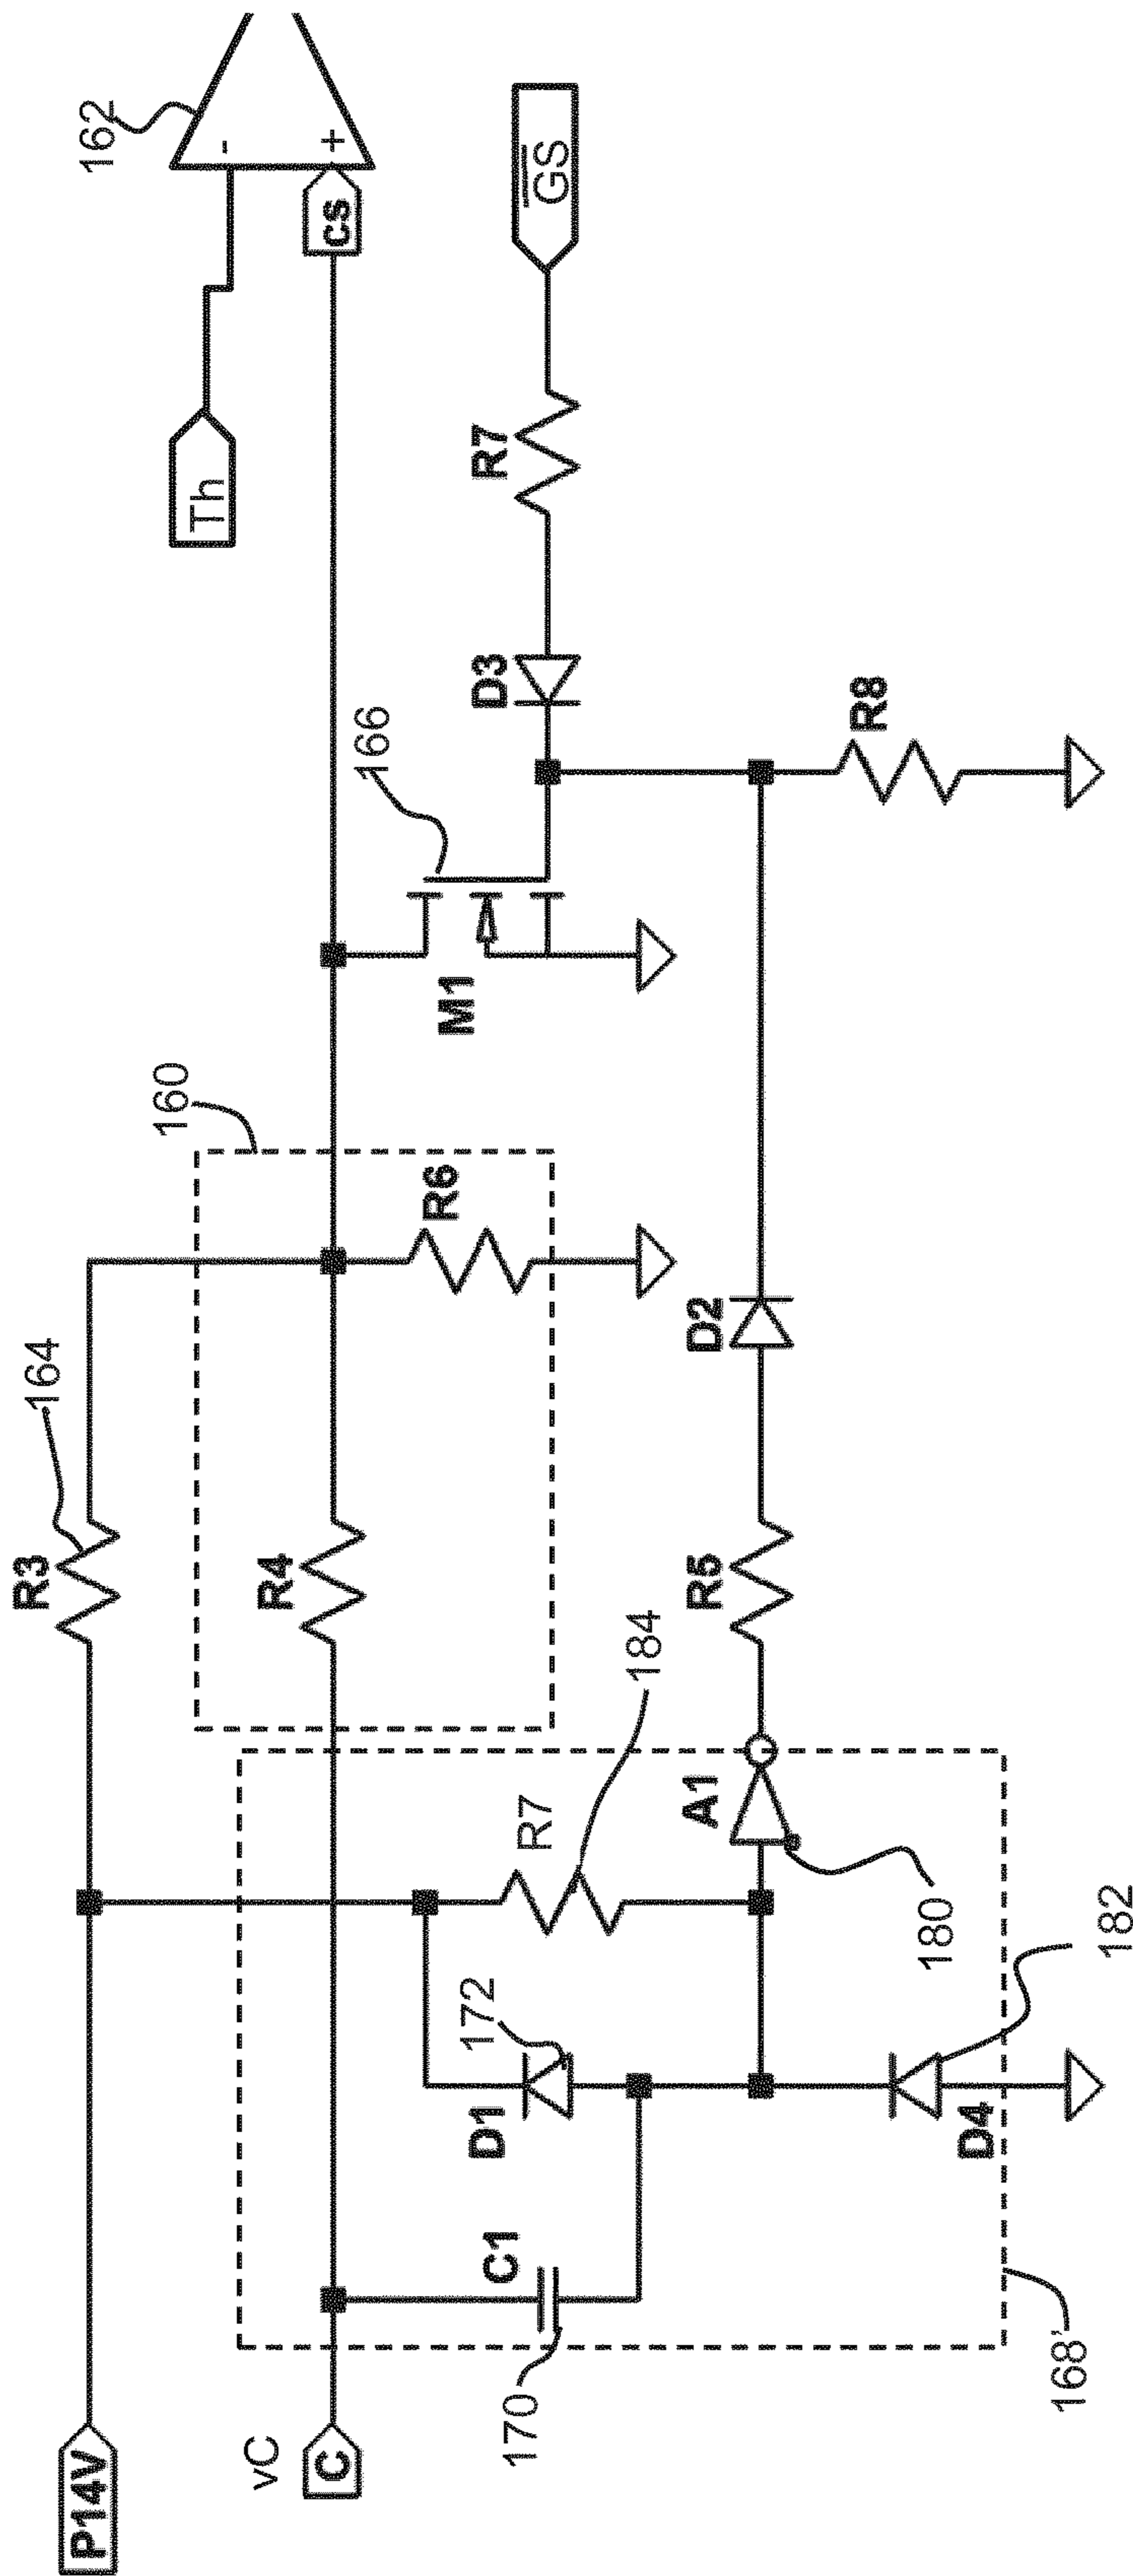 P14V
vC
C
R3
164
160
R4
R6
Th
162
-
+
cs
168'
170
C1
D1
172
R7
184
A1
180
D4
182
R5
D2
M1
166
D3
R7
GS
R8